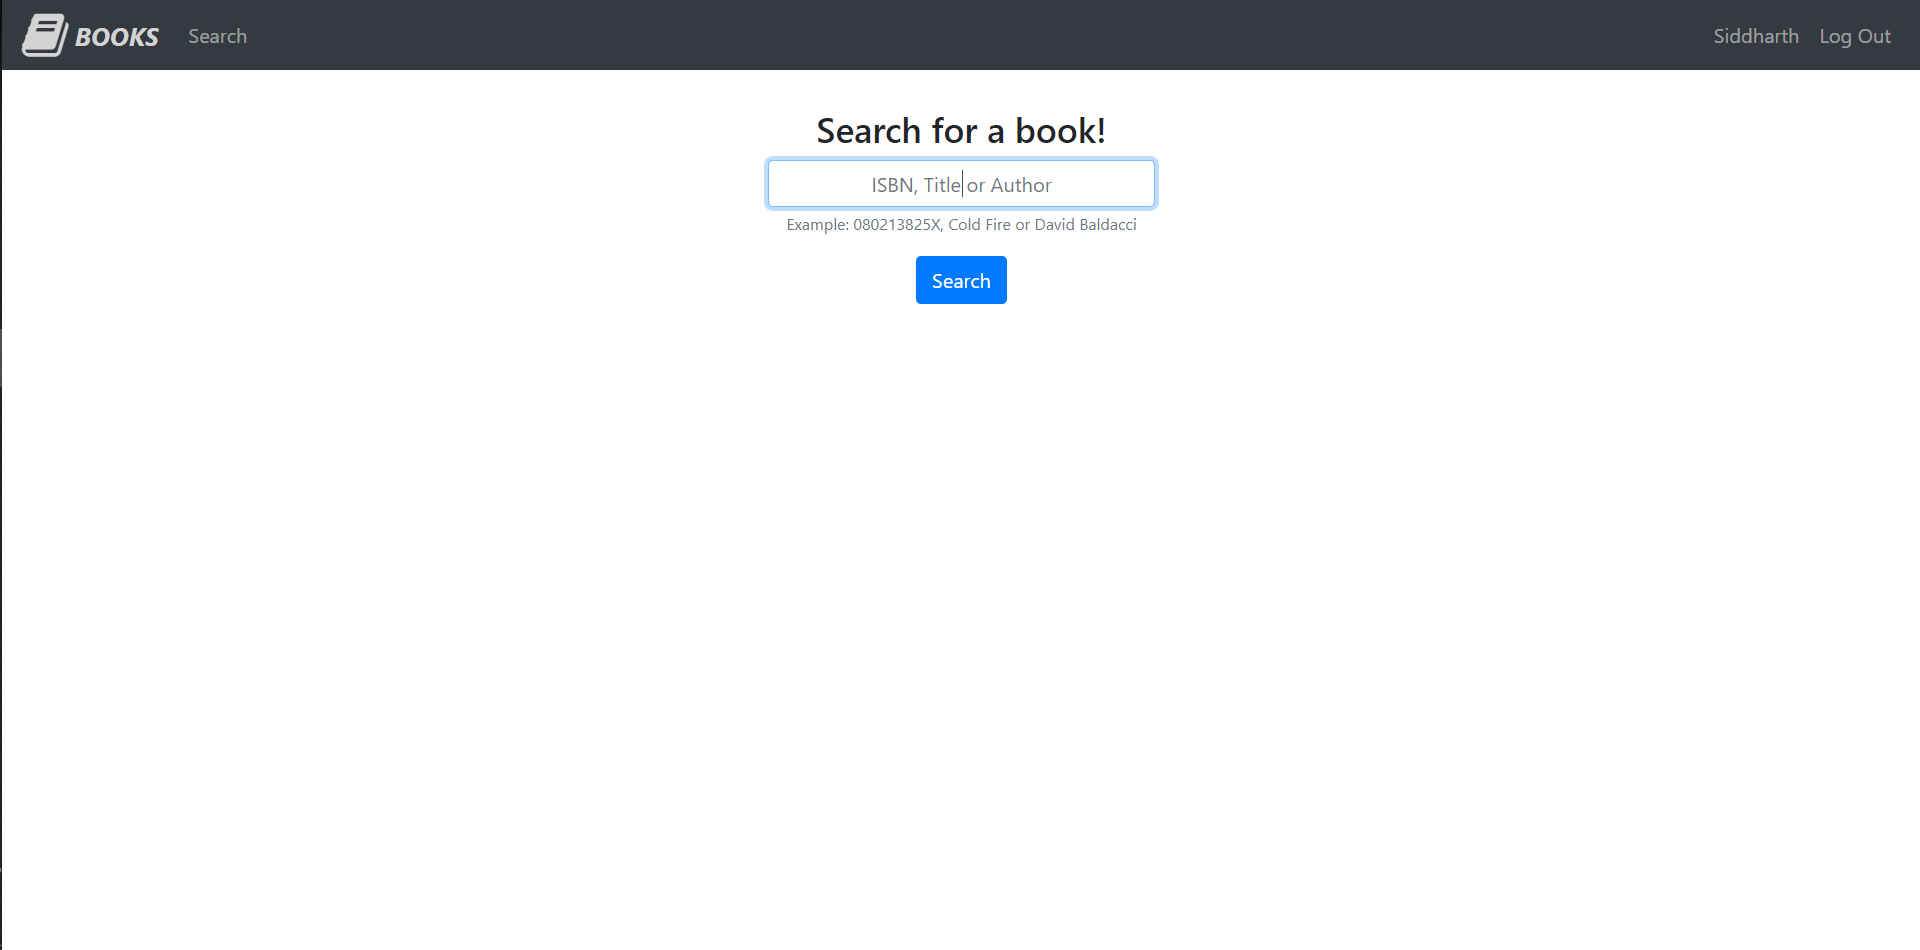 BOOKS Search Siddharth Log Out
Search for a book!
ISBN, Title or Author
Example: 080213825X, Cold Fire or David Baldacci
Search